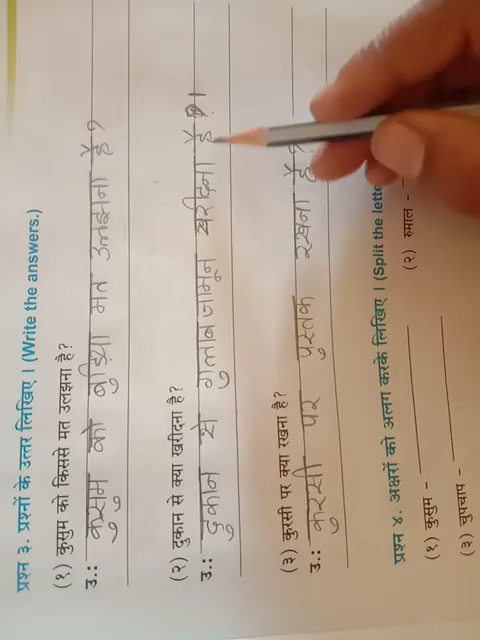 प्रश्न ३. प्रश्नों के उत्तर लिखिए । (Write the answers.)
(१) कुसुम को किससे मत उलझना है?
उ.: कुसुम को बुडिया मत उलझना है ?
(२) दुकान से क्या खरीदना है?
उ.: दुकान से गुलाबजामून खरीदना है ।
(३) कुरसी पर क्या रखना है?
उ.: कुरसी पर पुस्तक रखना है ?
प्रश्न ४. अक्षरों को अलग करके लिखिए । (Split the
(१) कुसुम - (२) रुमाल -
(३) चुपचाप -